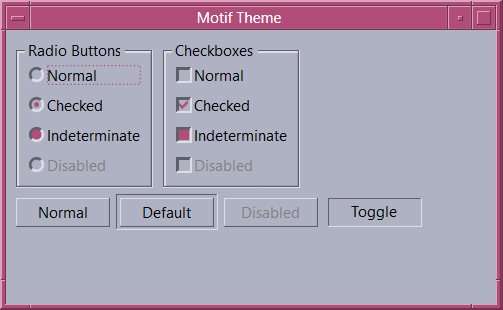 Motif Theme
Radio Buttons
Normal
Checked
Indeterminate
Disabled
Checkboxes
Normal
Checked
Indeterminate
Disabled
Normal
Default
Disabled
Toggle